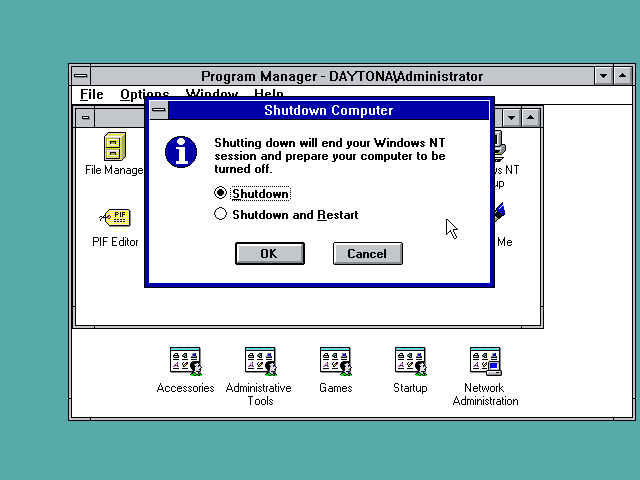 Program Manager - DAYTONA\Administrator
File Options Window Help
Shutdown Computer
Shutting down will end your Windows NT
session and prepare your computer to be
turned off.
Shutdown
Shutdown and Restart
OK
Cancel
File Manage
PIF Editor
ws NT
up
Me
Accessories
Administrative
Tools
Games
Startup
Network
Administration